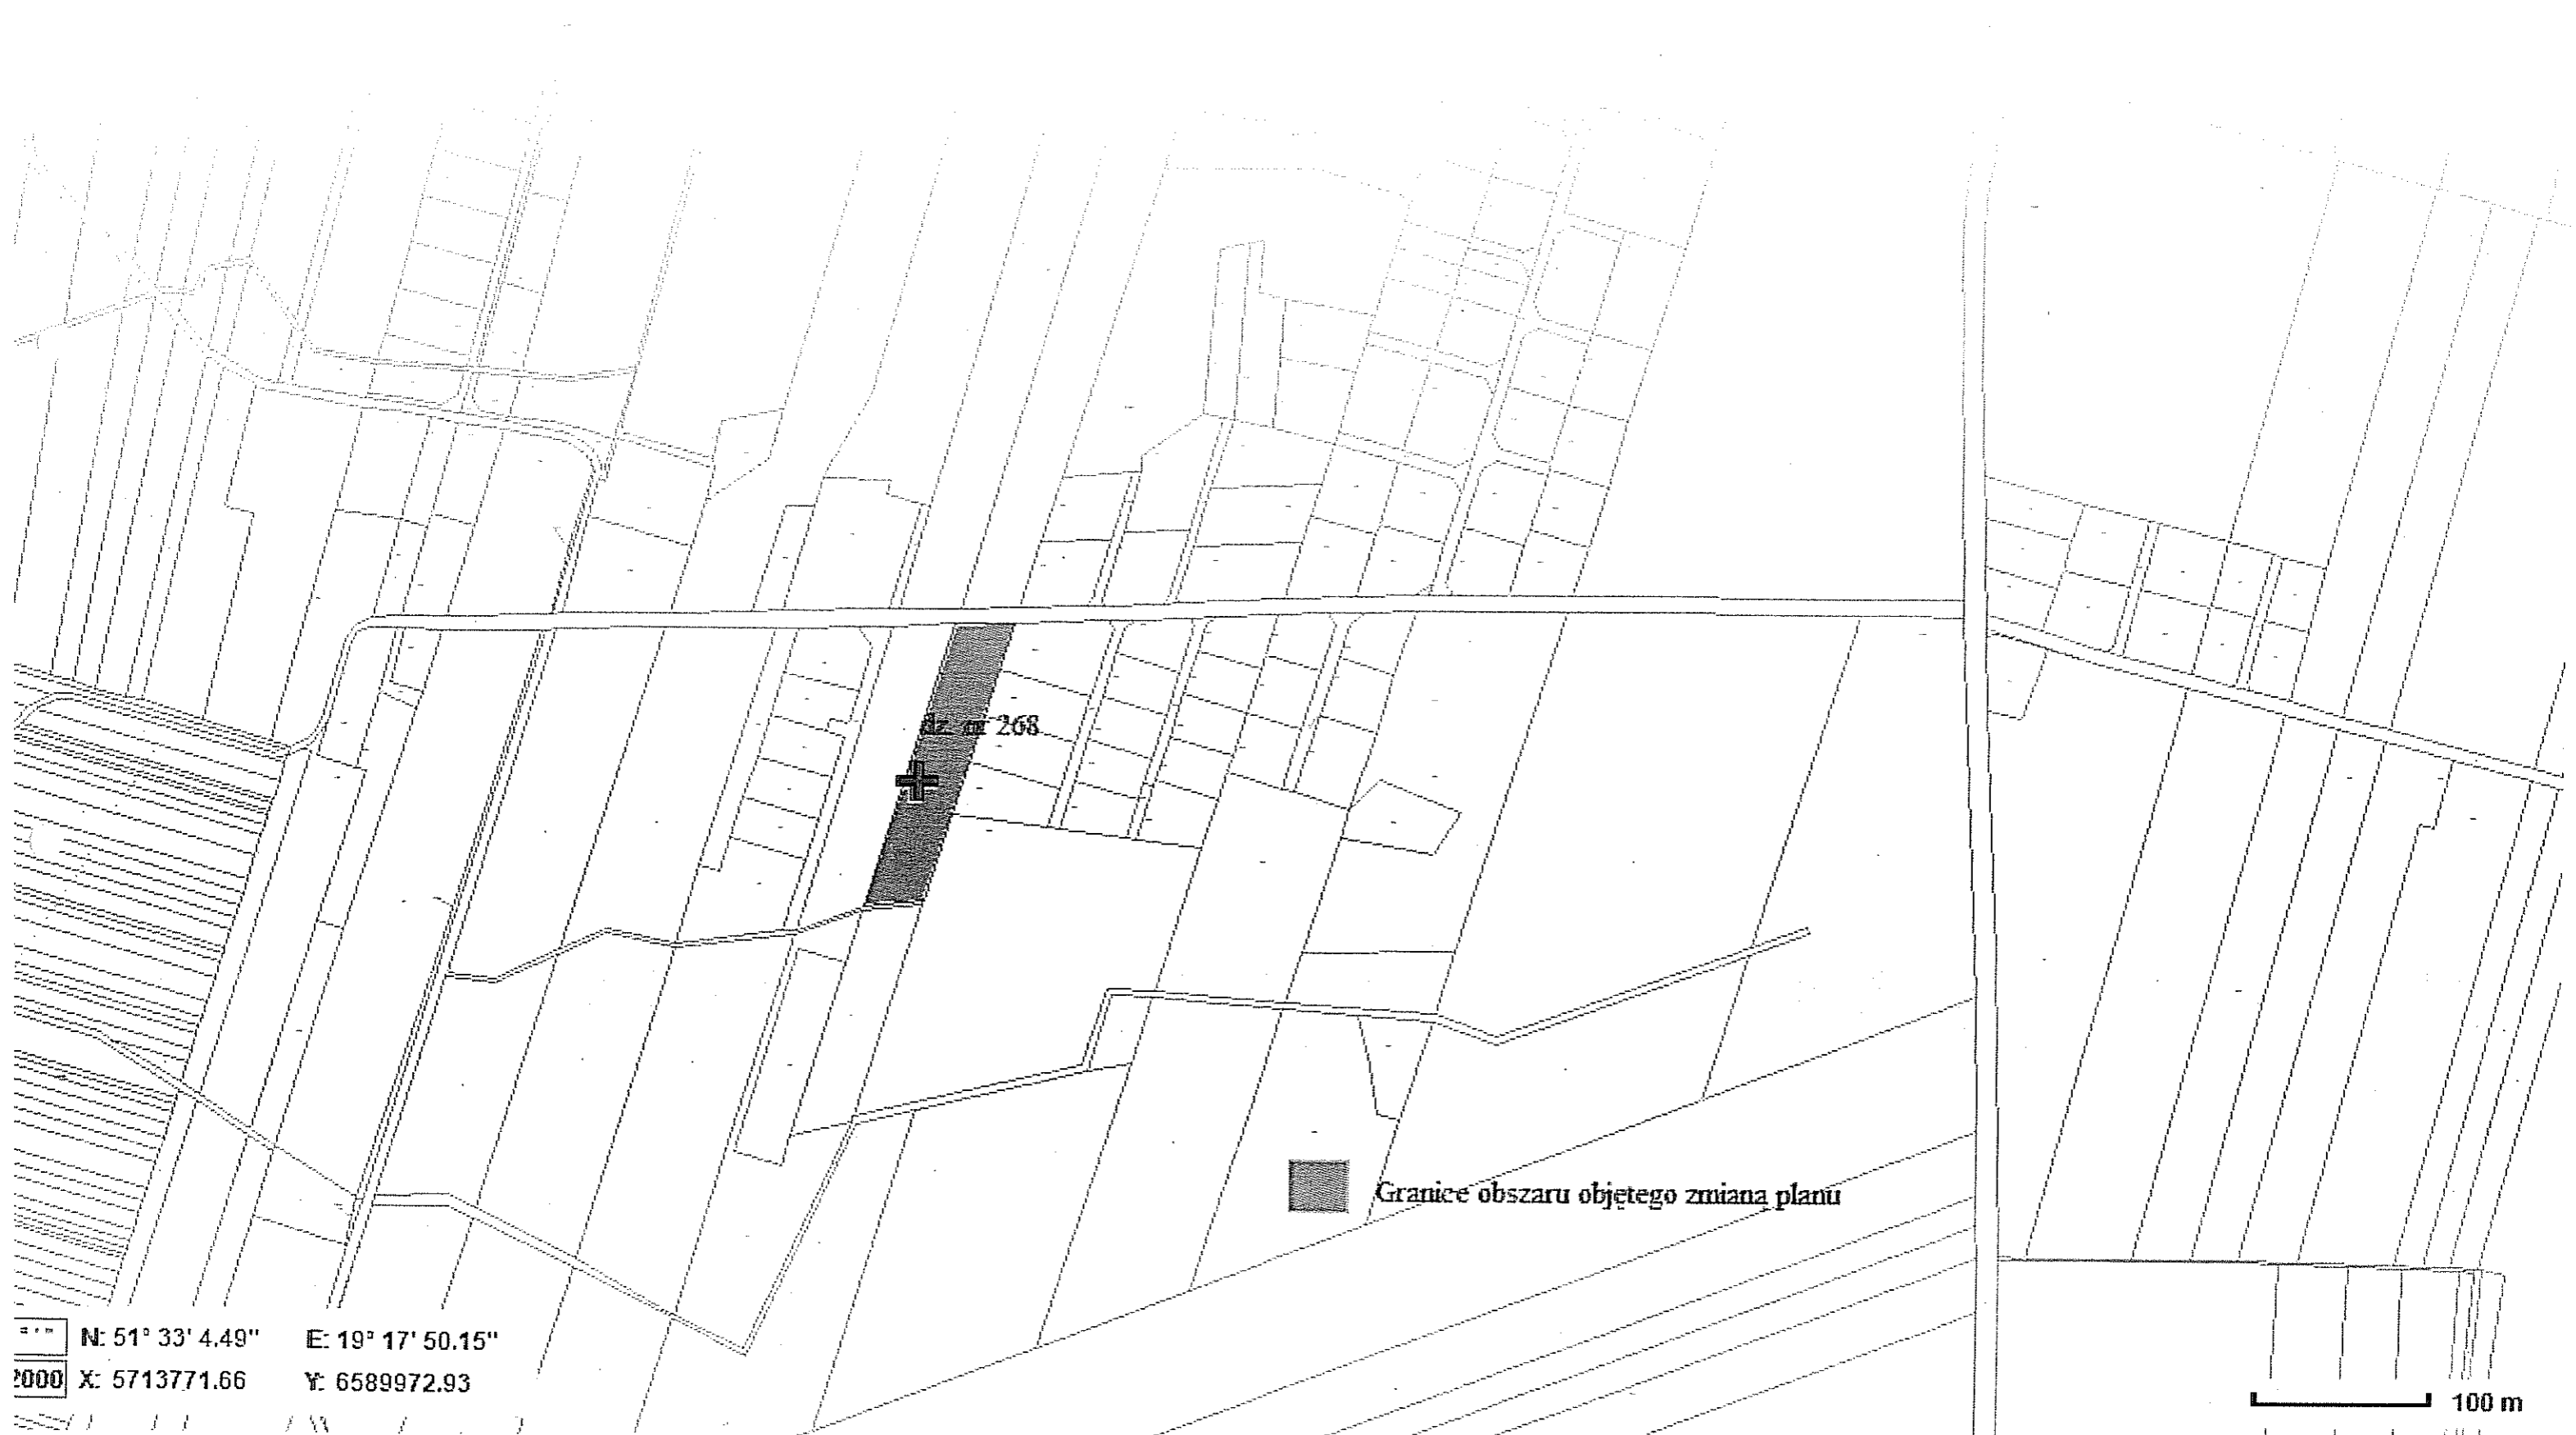 dz. nr 268
Granice obszaru objętego zmianą planu
N: 51° 33' 4.49" E: 19° 17' 50.15"
2000 X: 5713771.66 Y: 6589972.93
100 m